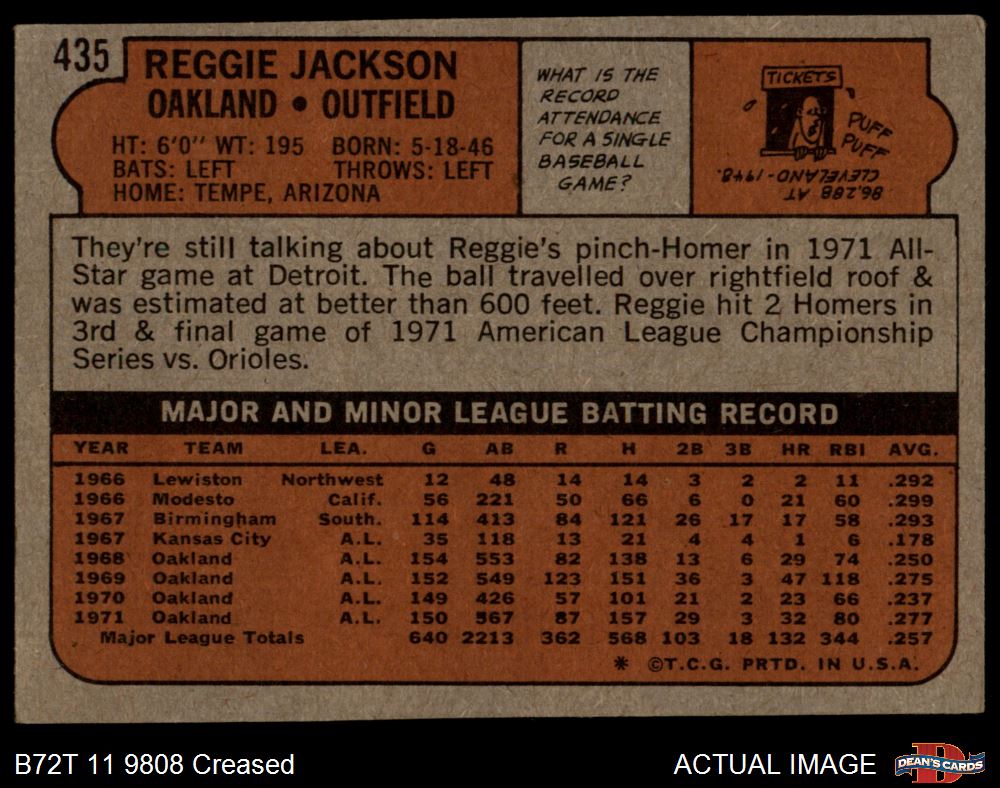 435
REGGIE JACKSON
OAKLAND • OUTFIELD
HT: 6'0" WT: 195 BORN: 5-18-46
BATS: LEFT THROWS: LEFT
HOME: TEMPE, ARIZONA
WHAT IS THE
RECORD
ATTENDANCE
FOR A SINGLE
BASEBALL
GAME?
TICKETS
PUFF
PUFF
86,288 AT
CLEVELAND-1948.
They're still talking about Reggie's pinch-Homer in 1971 All-
Star game at Detroit. The ball travelled over rightfield roof &
was estimated at better than 600 feet. Reggie hit 2 Homers in
3rd & final game of 1971 American League Championship
Series vs. Orioles.
MAJOR AND MINOR LEAGUE BATTING RECORD
YEAR TEAM LEA. G AB R H 2B 3B HR RBI AVG.
1966 Lewiston Northwest 12 48 14 14 3 2 2 11 .292
1966 Modesto Calif. 56 221 50 66 6 0 21 60 .299
1967 Birmingham South. 114 413 84 121 26 17 17 58 .293
1967 Kansas City A.L. 35 118 13 21 4 4 1 6 .178
1968 Oakland A.L. 154 553 82 138 13 6 29 74 .250
1969 Oakland A.L. 152 549 123 151 36 3 47 118 .275
1970 Oakland A.L. 149 426 57 101 21 2 23 66 .237
1971 Oakland A.L. 150 567 87 157 29 3 32 80 .277
Major League Totals 640 2213 362 568 103 18 132 344 .257
* ©T.C.G. PRTD. IN U.S.A.
B72T 11 9808 Creased
ACTUAL IMAGE
D
DEAN'S CARDS